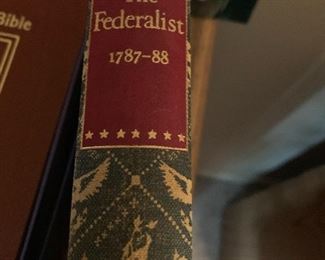 Bible
The
Federalist
1787–88